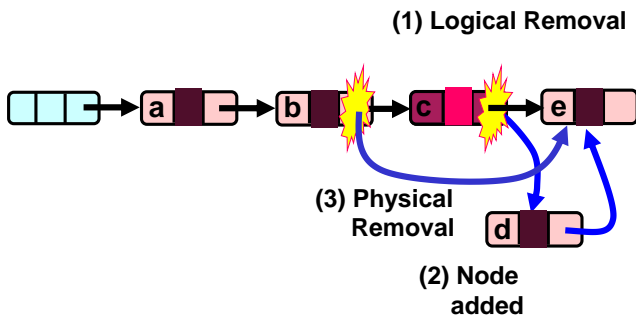 (1) Logical Removal
a
b
c
e
(3) Physical
Removal
d
(2) Node
added